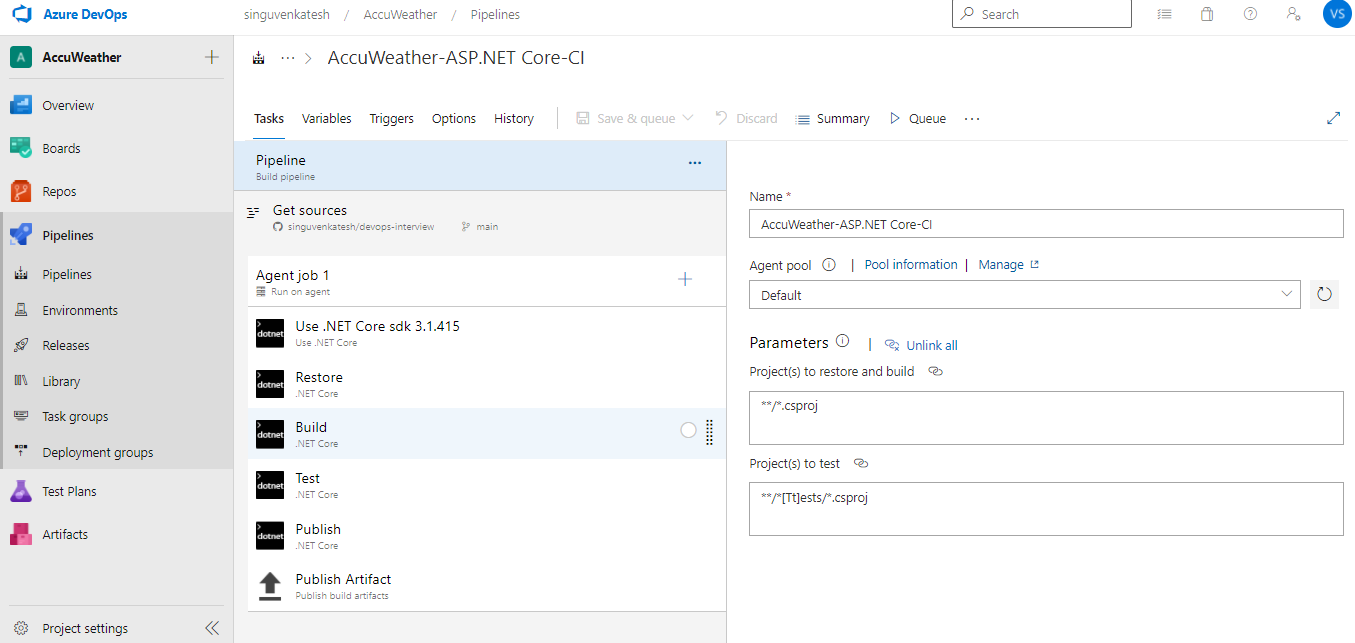 Azure DevOps
singuvenkatesh / AccuWeather / Pipelines
Search
VS
A AccuWeather
Overview
Boards
Repos
Pipelines
Pipelines
Environments
Releases
Library
Task groups
Deployment groups
Test Plans
Artifacts
Project settings
··· > AccuWeather-ASP.NET Core-CI
Tasks Variables Triggers Options History Save & queue Discard Summary Queue ···
Pipeline
Build pipeline
···
Get sources
singuvenkatesh/devops-interview main
Agent job 1
Run on agent
dotnet Use .NET Core sdk 3.1.415
Use .NET Core
dotnet Restore
.NET Core
dotnet Build
.NET Core
dotnet Test
.NET Core
dotnet Publish
.NET Core
Publish Artifact
Publish build artifacts
Name *
AccuWeather-ASP.NET Core-CI
Agent pool | Pool information | Manage
Default
Parameters | Unlink all
Project(s) to restore and build
**/*.csproj
Project(s) to test
**/*[Tt]ests/*.csproj